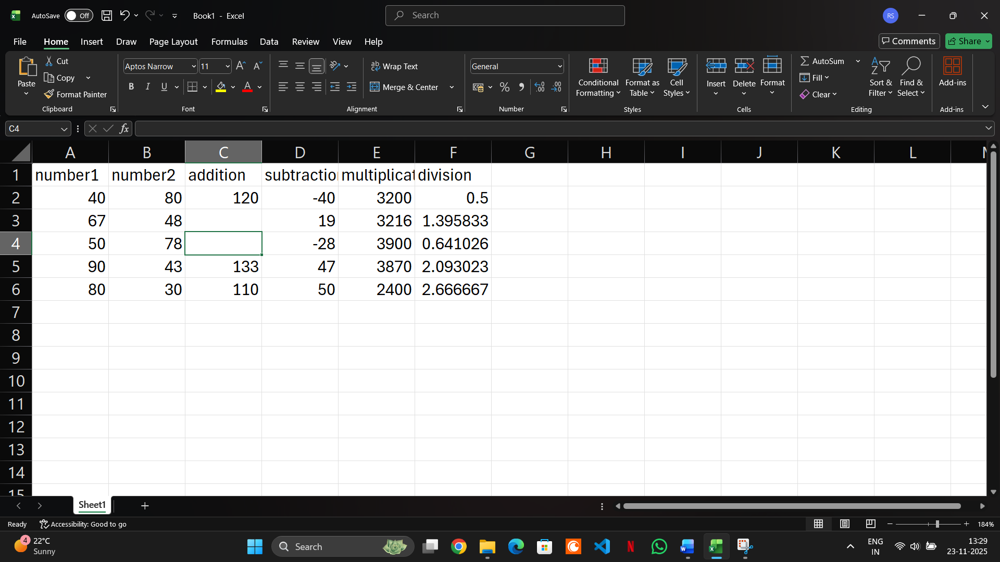 AutoSave Off Book1 - Excel Search RS
File Home Insert Draw Page Layout Formulas Data Review View Help Comments Share
Paste Cut Copy Format Painter Clipboard
Aptos Narrow 11 B I U A Font
Wrap Text Merge & Center Alignment
General % Number
Conditional Formatting Format as Table Cell Styles Styles
Insert Delete Format Cells
AutoSum Fill Clear Sort & Filter Find & Select Editing
Add-ins Add-ins
C4 fx
A B C D E F G H I J K L
1 number1 number2 addition subtraction multiplicat division
2 40 80 120 -40 3200 0.5
3 67 48 19 3216 1.395833
4 50 78 -28 3900 0.641026
5 90 43 133 47 3870 2.093023
6 80 30 110 50 2400 2.666667
7
8
9
10
11
12
13
14
15
Sheet1 +
Ready Accessibility: Good to go 184%
4 22°C Search ENG 13:29
Sunny IN 23-11-2025